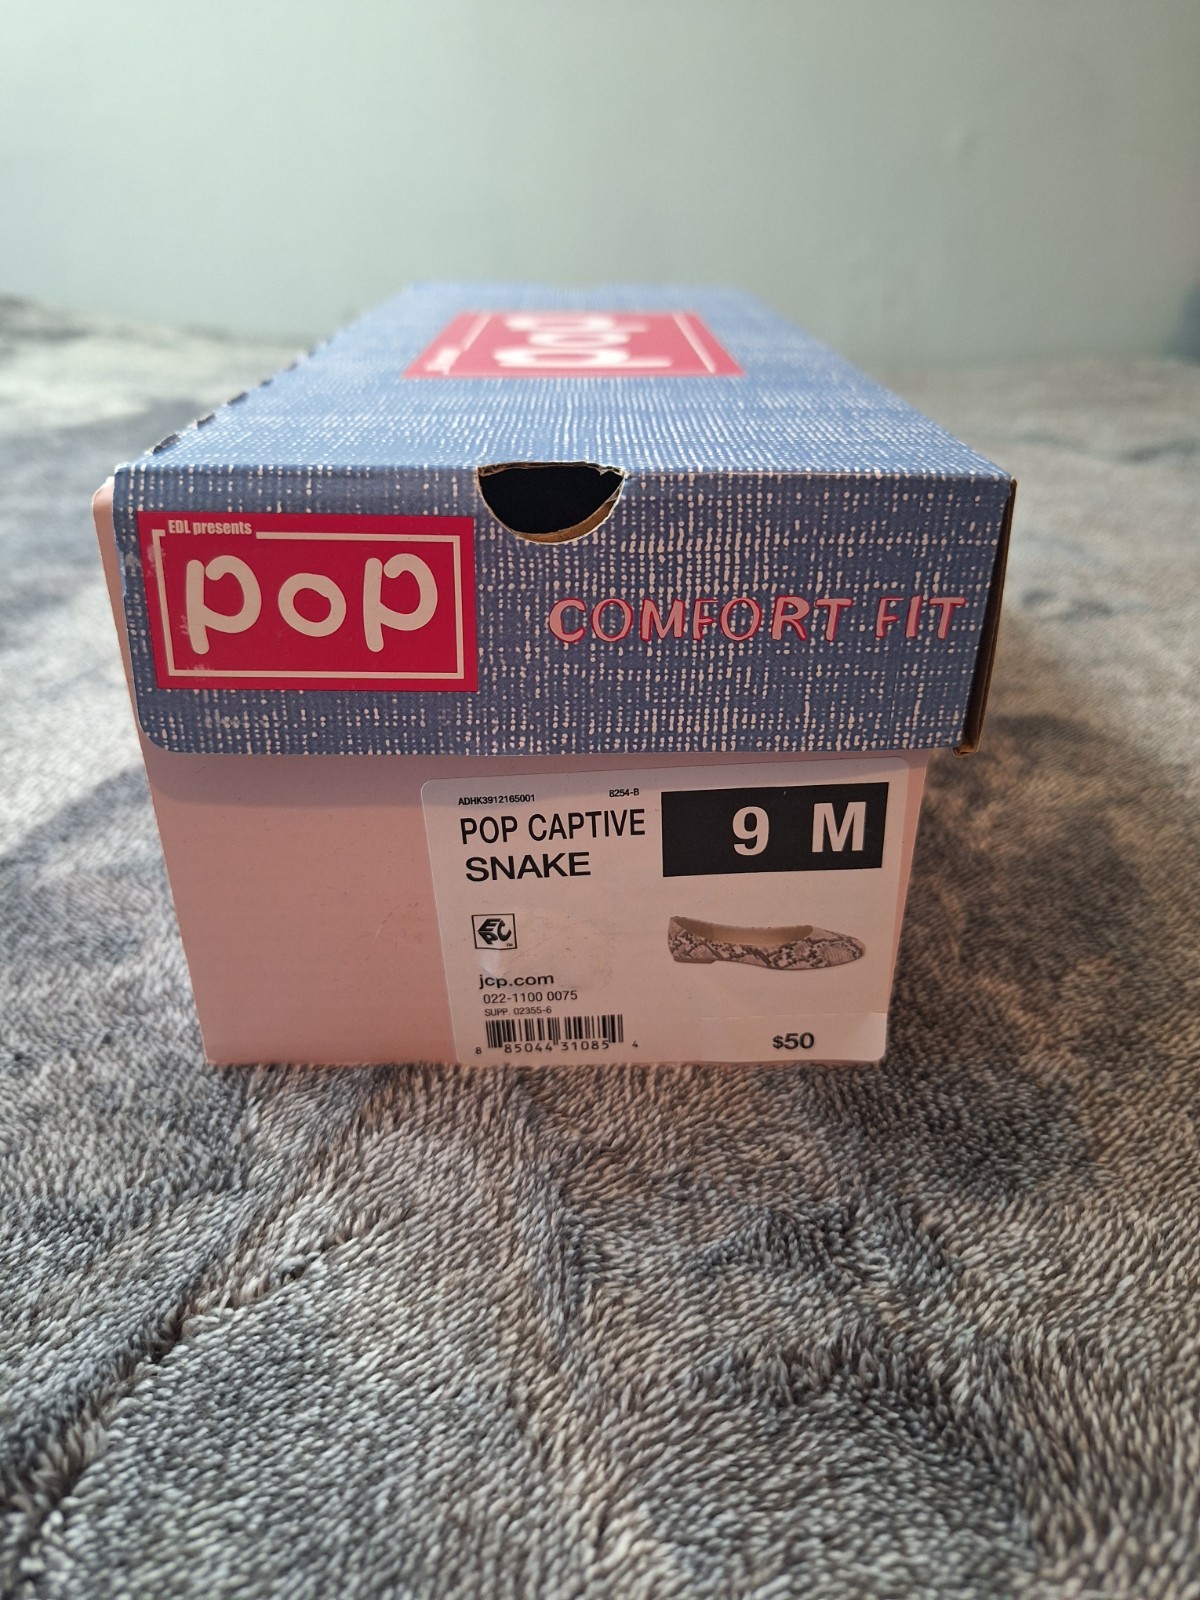 pop
EDL presents
pop
COMFORT FIT
ADHK3912165001 8254-B
POP CAPTIVE
SNAKE
9 M
EPC
jcp.com
022-1100 0075
SUPP. 02355-6
8 85044 31085 4
$50